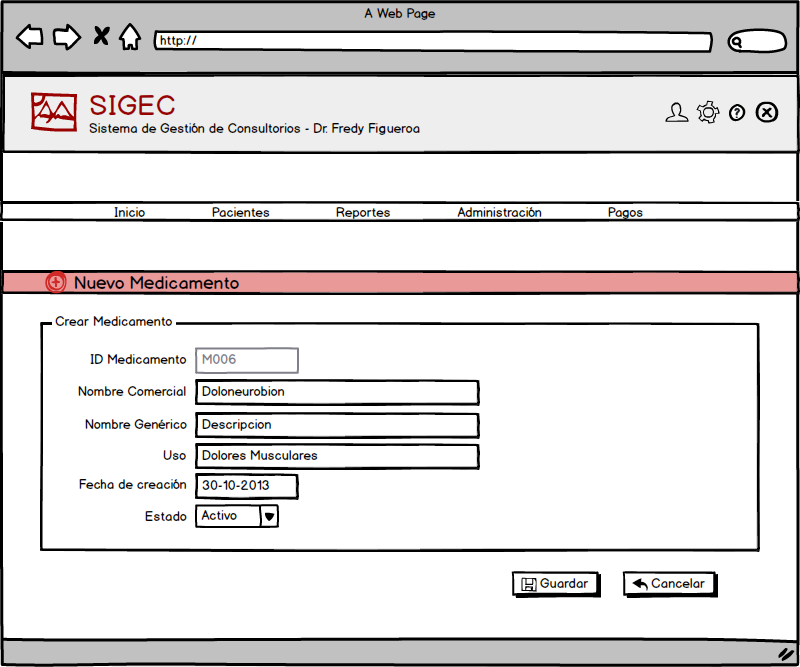 A Web Page
http://
SIGEC
Sistema de Gestión de Consultorios - Dr. Fredy Figueroa
?
Inicio Pacientes Reportes Administración Pagos
Nuevo Medicamento
Crear Medicamento
ID Medicamento M006
Nombre Comercial Doloneurobion
Nombre Genérico Descripcion
Uso Dolores Musculares
Fecha de creación 30-10-2013
Estado Activo
Guardar Cancelar